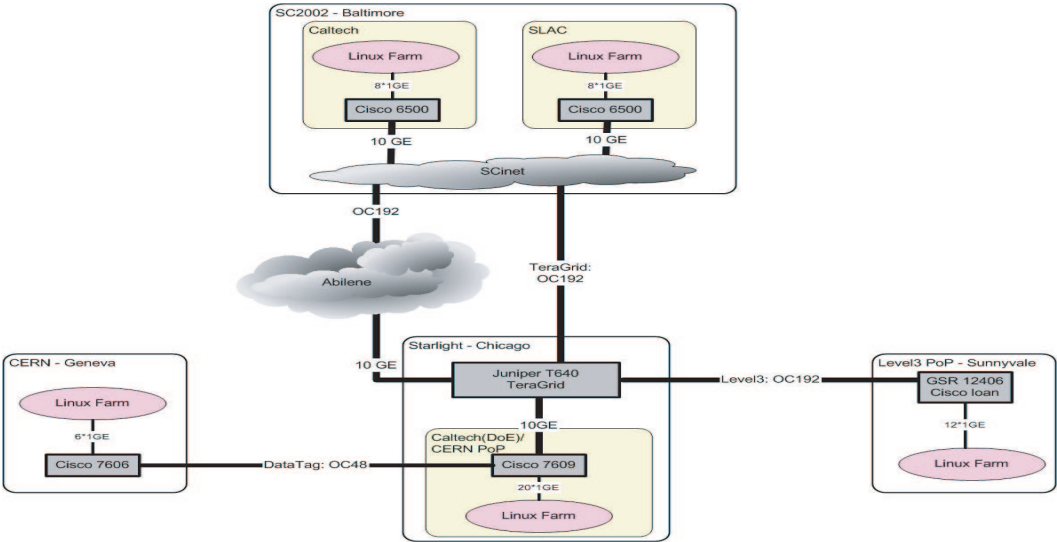 SC2002 - Baltimore
Caltech
SLAC
Linux Farm
Linux Farm
8*1GE
8*1GE
Cisco 6500
Cisco 6500
10 GE
10 GE
SCinet
OC192
TeraGrid:
OC192
Abilene
Starlight - Chicago
10 GE
Juniper T640
TeraGrid
CERN - Geneva
Linux Farm
6*1GE
Cisco 7606
Level3: OC192
Level3 PoP - Sunnyvale
GSR 12406
Cisco loan
12*1GE
Linux Farm
10GE
Caltech(DoE)/
CERN PoP
DataTag: OC48
Cisco 7609
20*1GE
Linux Farm